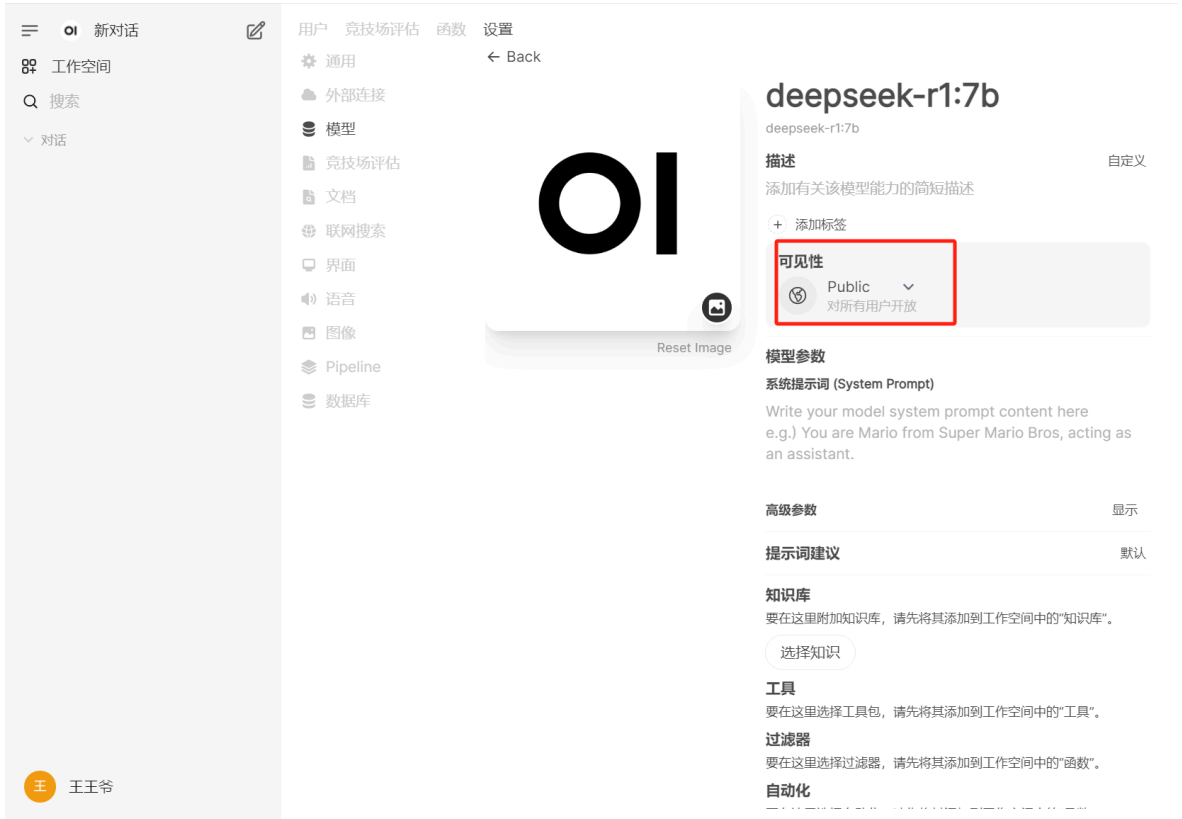 OI 新对话
工作空间
搜索
对话
王 王王爷
用户 竞技场评估 函数 设置
通用
外部连接
模型
竞技场评估
文档
联网搜索
界面
语音
图像
Pipeline
数据库
← Back
OI
Reset Image
deepseek-r1:7b
deepseek-r1:7b
描述 自定义
添加有关该模型能力的简短描述
+ 添加标签
可见性
Public
对所有用户开放
模型参数
系统提示词 (System Prompt)
Write your model system prompt content here
e.g.) You are Mario from Super Mario Bros, acting as
an assistant.
高级参数 显示
提示词建议 默认
知识库
要在这里附加知识库，请先将其添加到工作空间中的“知识库”。
选择知识
工具
要在这里选择工具包，请先将其添加到工作空间中的“工具”。
过滤器
要在这里选择过滤器，请先将其添加到工作空间中的“函数”。
自动化